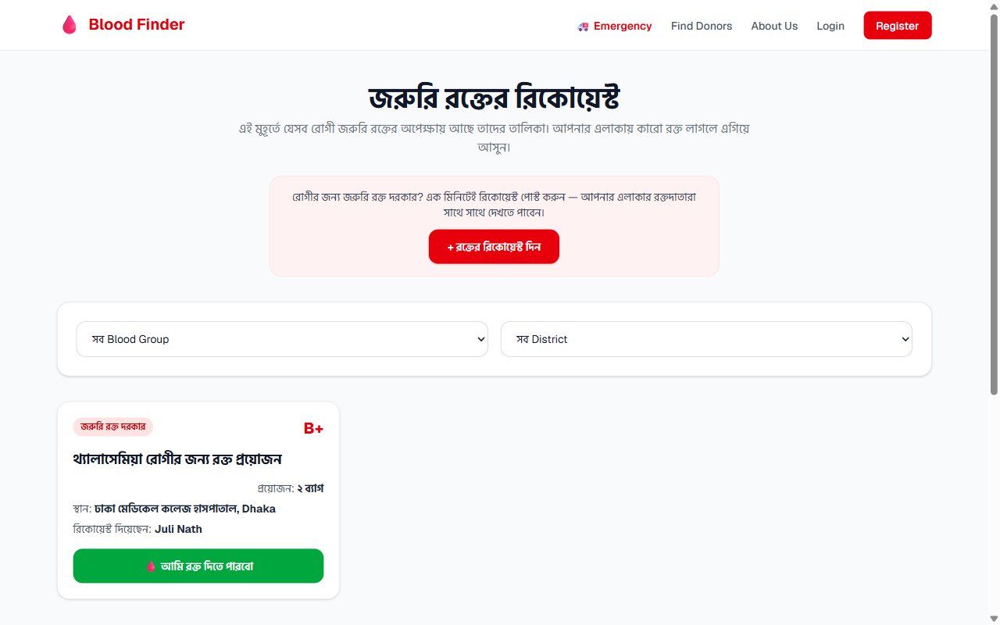 Blood Finder
Emergency
Find Donors
About Us
Login
Register
জরুরি রক্তের রিকোয়েস্ট
এই মুহূর্তে যেসব রোগী জরুরি রক্তের অপেক্ষায় আছে তাদের তালিকা। আপনার এলাকায় কারো রক্ত লাগলে এগিয়ে
আসুন।
রোগীর জন্য জরুরি রক্ত দরকার? এক মিনিটেই রিকোয়েস্ট পোস্ট করুন — আপনার এলাকার রক্তদাতারা
সাথে সাথে দেখতে পাবেন।
+ রক্তের রিকোয়েস্ট দিন
সব Blood Group
সব District
জরুরি রক্ত দরকার
B+
থ্যালাসেমিয়া রোগীর জন্য রক্ত প্রয়োজন
প্রয়োজন: ২ ব্যাগ
স্থান: ঢাকা মেডিকেল কলেজ হাসপাতাল, Dhaka
রিকোয়েস্ট দিয়েছেন: Juli Nath
আমি রক্ত দিতে পারবো